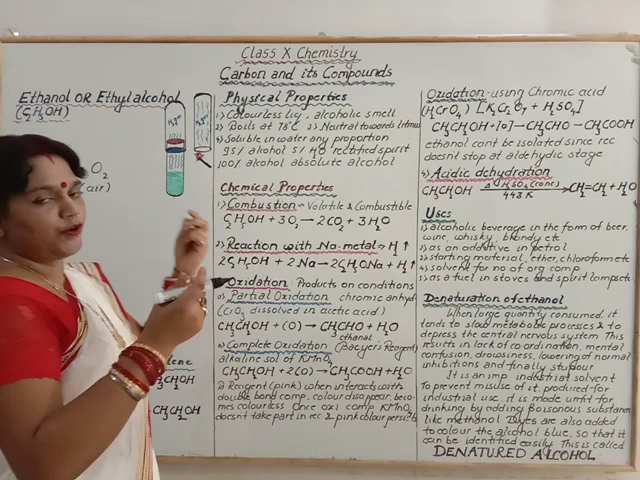 Class X Chemistry
Carbon and its Compounds
Ethanol OR Ethyl alcohol
(C₂H₅OH)
O₂
(air)
CH₂OH
CH₂OH
Physical Properties
1) Colourless liq, alcoholic smell
2) Boils at 78°C 3) Neutral towards litmus
4) Soluble in water any proportion
95% alcohol 5% H₂O rectified spirit
100% alcohol absolute alcohol
Chemical Properties
1) Combustion - Volatile & Combustible
C₂H₅OH + 3O₂ → 2CO₂ + 3H₂O
2) Reaction with Na-metal → H₂↑
2C₂H₅OH + 2Na → 2C₂H₅ONa + H₂↑
Oxidation Products on conditions
a) Partial Oxidation chromic anhyd
(CrO₃ dissolved in acetic acid)
CH₃CH₂OH + (O) → CH₃CHO + H₂O
ethanal
b) Complete Oxidation (Baeyer's Reagent)
alkaline sol of KMnO₄
CH₃CH₂OH + 2(O) → CH₃COOH + H₂O
B Reagent (pink) when interacts with
double bond comp, colour disappear, beco-
mes colourless Once oxi comp KMnO₄
doesn't take part in rec & pink colour persists
Oxidation using Chromic acid
(H₂CrO₄) [K₂Cr₂O₇ + H₂SO₄]
CH₃CH₂OH + [O] → CH₃CHO → CH₃COOH
ethanol cant be isolated since rec
doesn't stop at aldehydic stage
4) Acidic dehydration
CH₃CH₂OH Δ H₂SO₄ (conc) 443 K → CH₂=CH₂ + H₂O
Uses
1) alcoholic beverage in the form of beer,
wine, whisky, brandy etc
2) as an additive in petrol
3) starting material, ether, chloroform etc
4) solvent for no of org comp
5) as a fuel in stoves and spirit lamps etc
Denaturation of Ethanol
When large quantity consumed, it
tends to slow metabolic processes & to
depress the central nervous system. This
results in lack of coordination, mental
confusion, drowsiness, lowering of normal
inhibitions and finally
It is an imp industrial solvent
To prevent misuse of it, produced for
industrial use, it is made unfit for
drinking by adding poisonous substance
like methanol Dyes are also added
to colour the alcohol blue, so that it
can be identified easily. This is called
DENATURED ALCOHOL